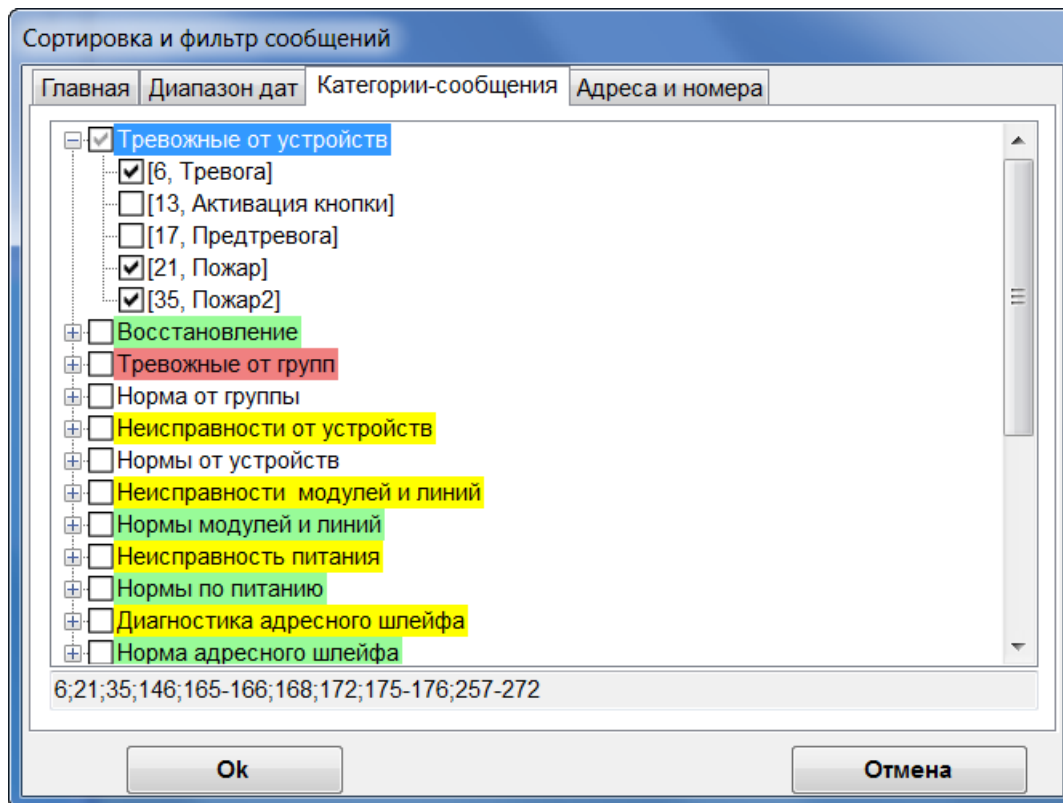 Сортировка и фильтр сообщений
Главная Диапазон дат Категории-сообщения Адреса и номера
Тревожные от устройств
[6, Тревога]
[13, Активация кнопки]
[17, Предтревога]
[21, Пожар]
[35, Пожар2]
Восстановление
Тревожные от групп
Норма от группы
Неисправности от устройств
Нормы от устройств
Неисправности  модулей и линий
Нормы модулей и линий
Неисправность питания
Нормы по питанию
Диагностика адресного шлейфа
Норма адресного шлейфа
6;21;35;146;165-166;168;172;175-176;257-272
Ok Отмена